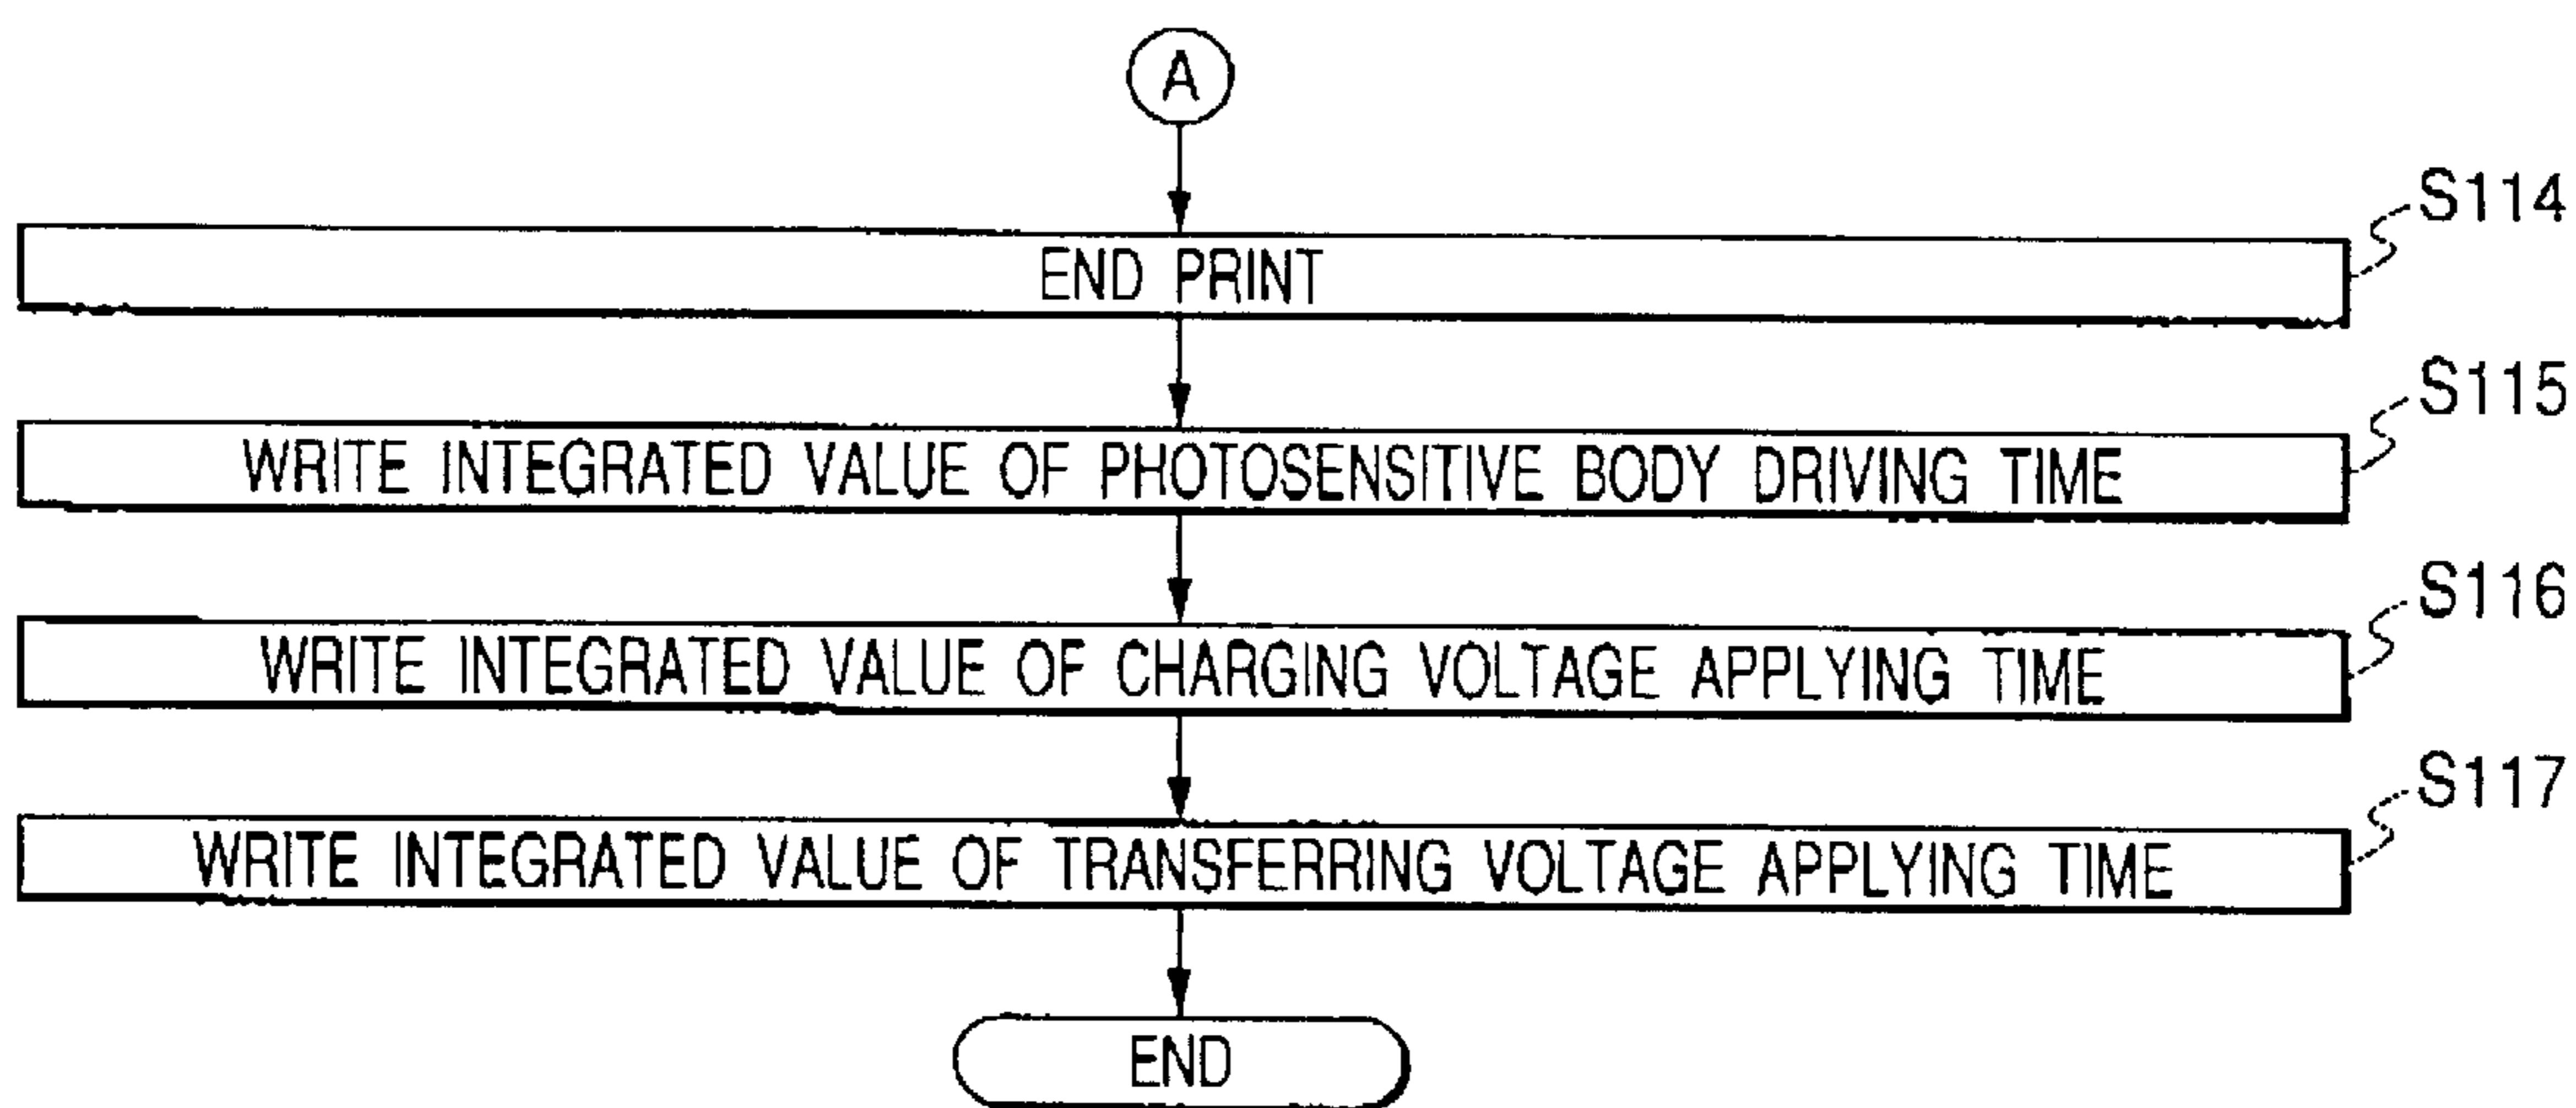 A
S114
END PRINT
S115
WRITE INTEGRATED VALUE OF PHOTOSENSITIVE BODY DRIVING TIME
S116
WRITE INTEGRATED VALUE OF CHARGING VOLTAGE APPLYING TIME
S117
WRITE INTEGRATED VALUE OF TRANSFERRING VOLTAGE APPLYING TIME
END